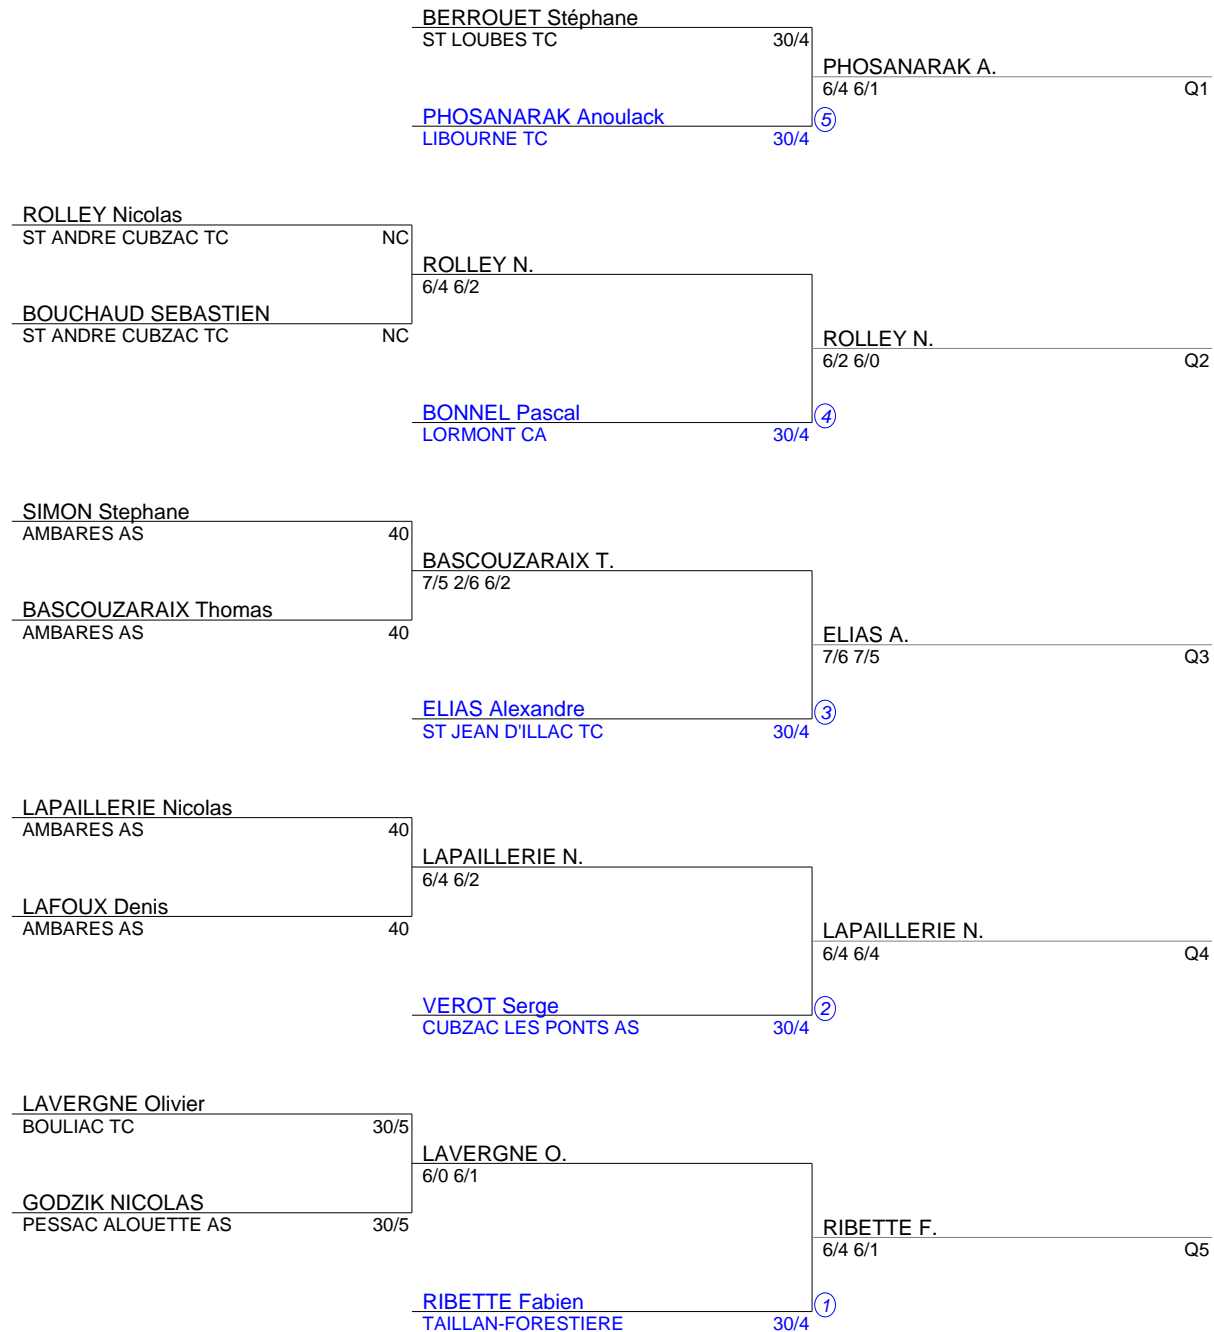 BERROUET Stéphane
ST LOUBES TC 30/4
PHOSANARAK A.
6/4 6/1 Q1
PHOSANARAK Anoulack 5
LIBOURNE TC 30/4
ROLLEY Nicolas
ST ANDRE CUBZAC TC NC
ROLLEY N.
6/4 6/2
BOUCHAUD SEBASTIEN
ST ANDRE CUBZAC TC NC
ROLLEY N.
6/2 6/0 Q2
BONNEL Pascal 4
LORMONT CA 30/4
SIMON Stephane
AMBARES AS 40
BASCOUZARAIX T.
7/5 2/6 6/2
BASCOUZARAIX Thomas
AMBARES AS 40
ELIAS A.
7/6 7/5 Q3
ELIAS Alexandre 3
ST JEAN D'ILLAC TC 30/4
LAPAILLERIE Nicolas
AMBARES AS 40
LAPAILLERIE N.
6/4 6/2
LAFOUX Denis
AMBARES AS 40
LAPAILLERIE N.
6/4 6/4 Q4
VEROT Serge 2
CUBZAC LES PONTS AS 30/4
LAVERGNE Olivier
BOULIAC TC 30/5
LAVERGNE O.
6/0 6/1
GODZIK NICOLAS
PESSAC ALOUETTE AS 30/5
RIBETTE F.
6/4 6/1 Q5
RIBETTE Fabien 1
TAILLAN-FORESTIERE 30/4